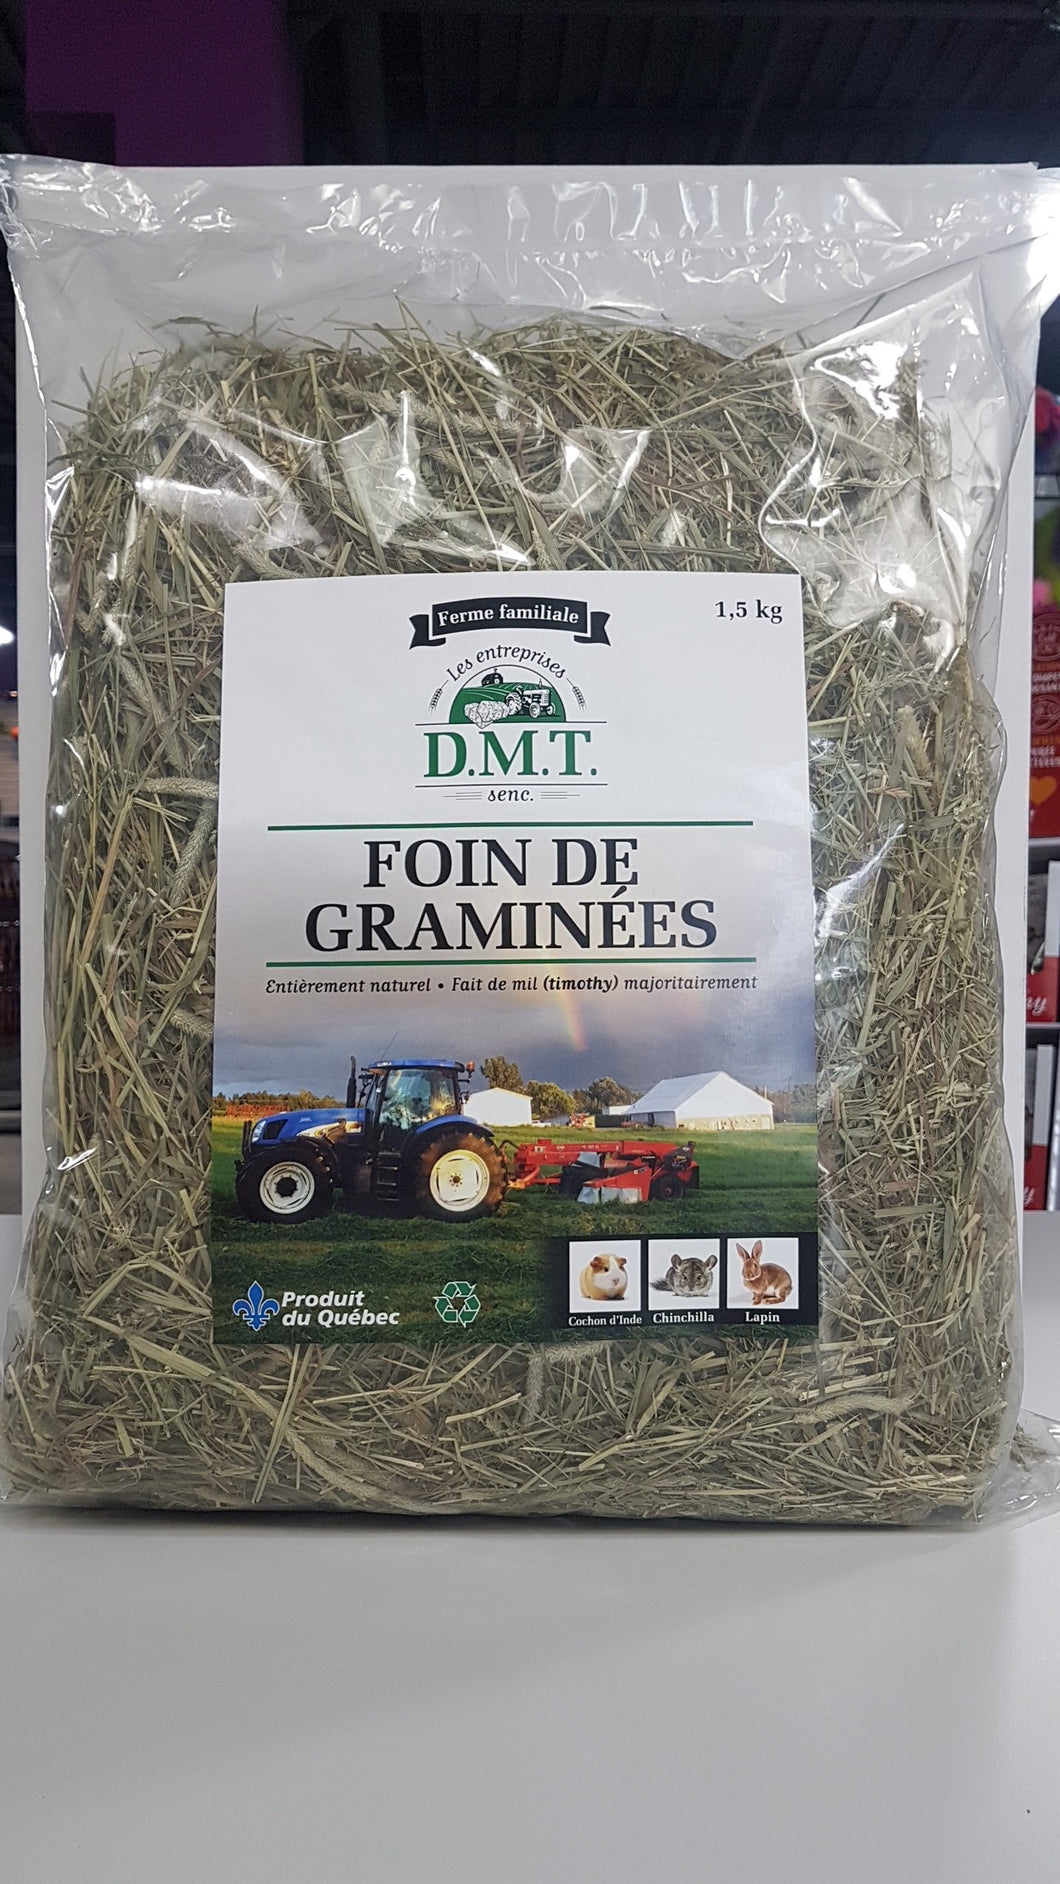 Ferme familiale
1,5 kg
Les entreprises
D.M.T.
senc.
FOIN DE
GRAMINÉES
Entièrement naturel • Fait de mil (timothy) majoritairement
Produit
du Québec
Cochon d'Inde
Chinchilla
Lapin